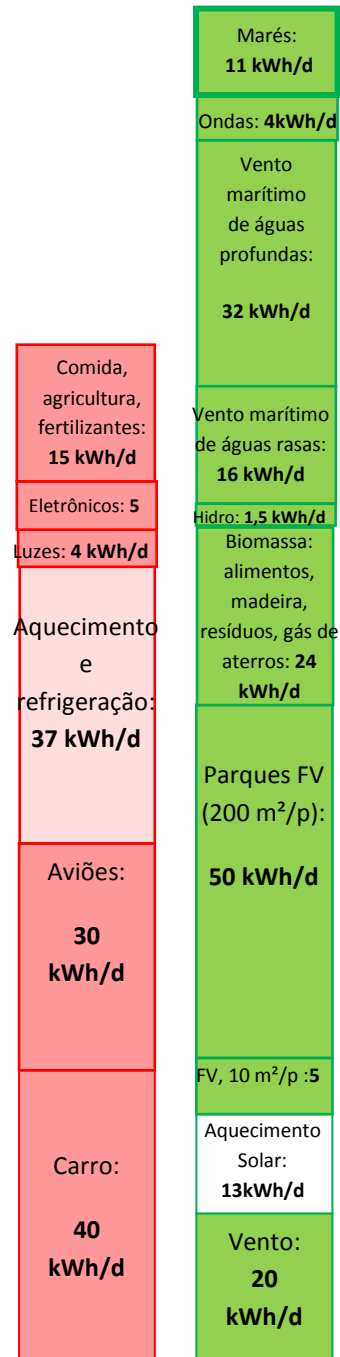 Comida,
agricultura,
fertilizantes:
15 kWh/d
Eletrônicos: 5
Luzes: 4 kWh/d
Aquecimento
e
refrigeração:
37 kWh/d
Aviões:
30
kWh/d
Carro:
40
kWh/d
Marés:
11 kWh/d
Ondas: 4kWh/d
Vento
marítimo
de águas
profundas:
32 kWh/d
Vento marítimo
de águas rasas:
16 kWh/d
Hidro: 1,5 kWh/d
Biomassa:
alimentos,
madeira,
resíduos, gás de
aterros: 24
kWh/d
Parques FV
(200 m²/p):
50 kWh/d
FV, 10 m²/p :5
Aquecimento
Solar:
13kWh/d
Vento:
20
kWh/d